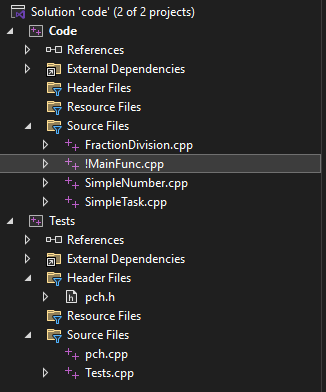 Solution 'code' (2 of 2 projects)
Code
References
External Dependencies
Header Files
Resource Files
Source Files
FractionDivision.cpp
!MainFunc.cpp
SimpleNumber.cpp
SimpleTask.cpp
Tests
References
External Dependencies
Header Files
pch.h
Resource Files
Source Files
pch.cpp
Tests.cpp